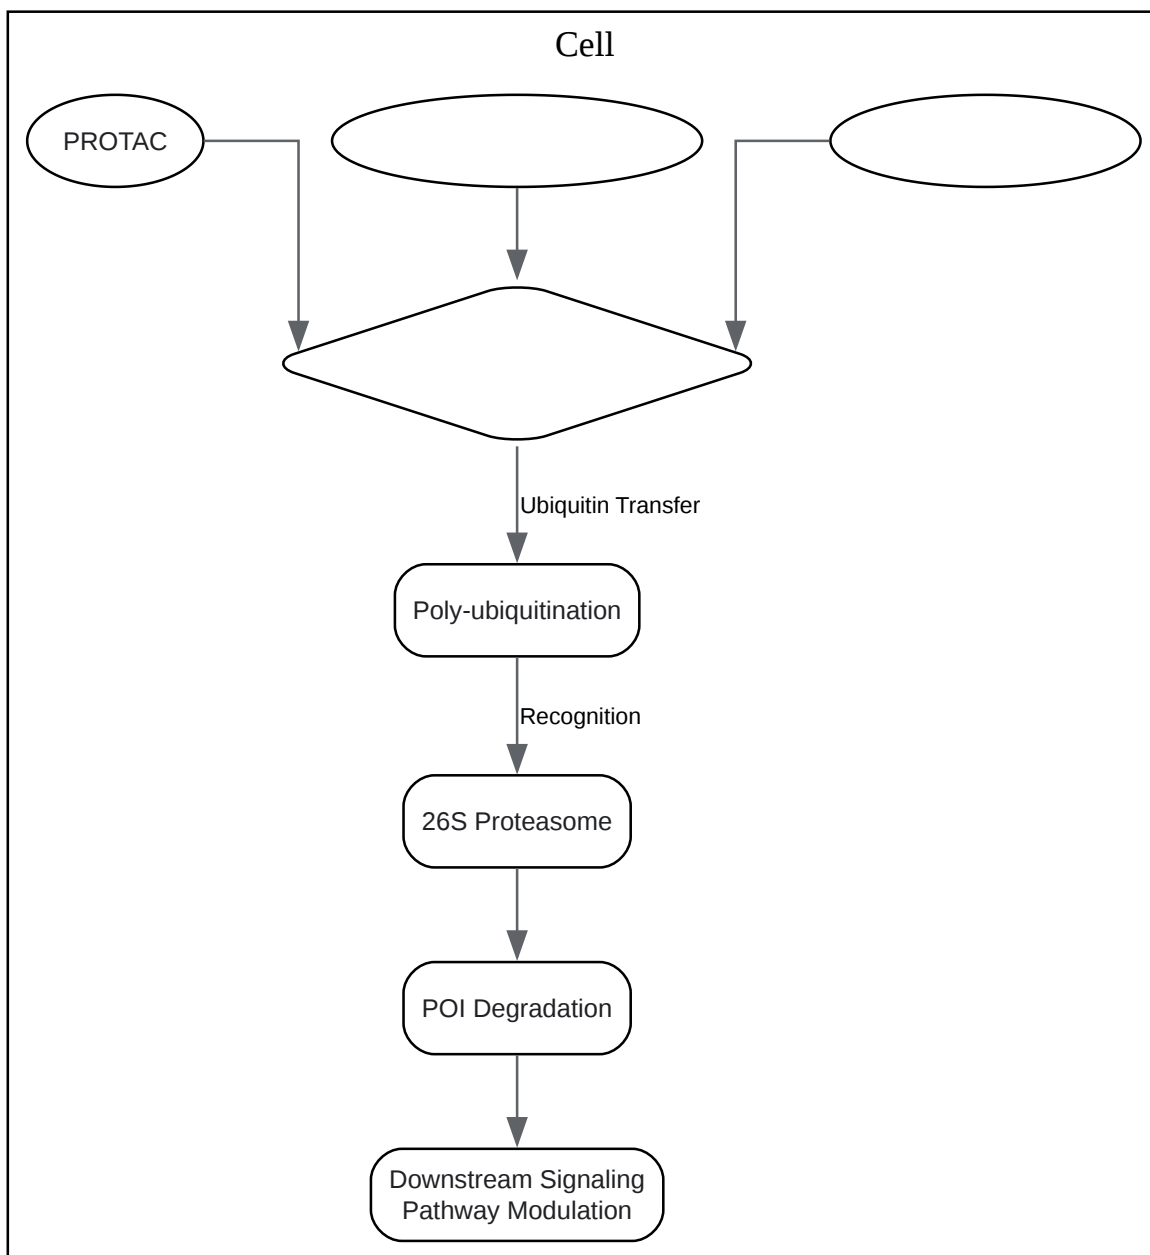 Cell
PROTAC
Ubiquitin Transfer
Poly-ubiquitination
Recognition
26S Proteasome
POI Degradation
Downstream Signaling
Pathway Modulation